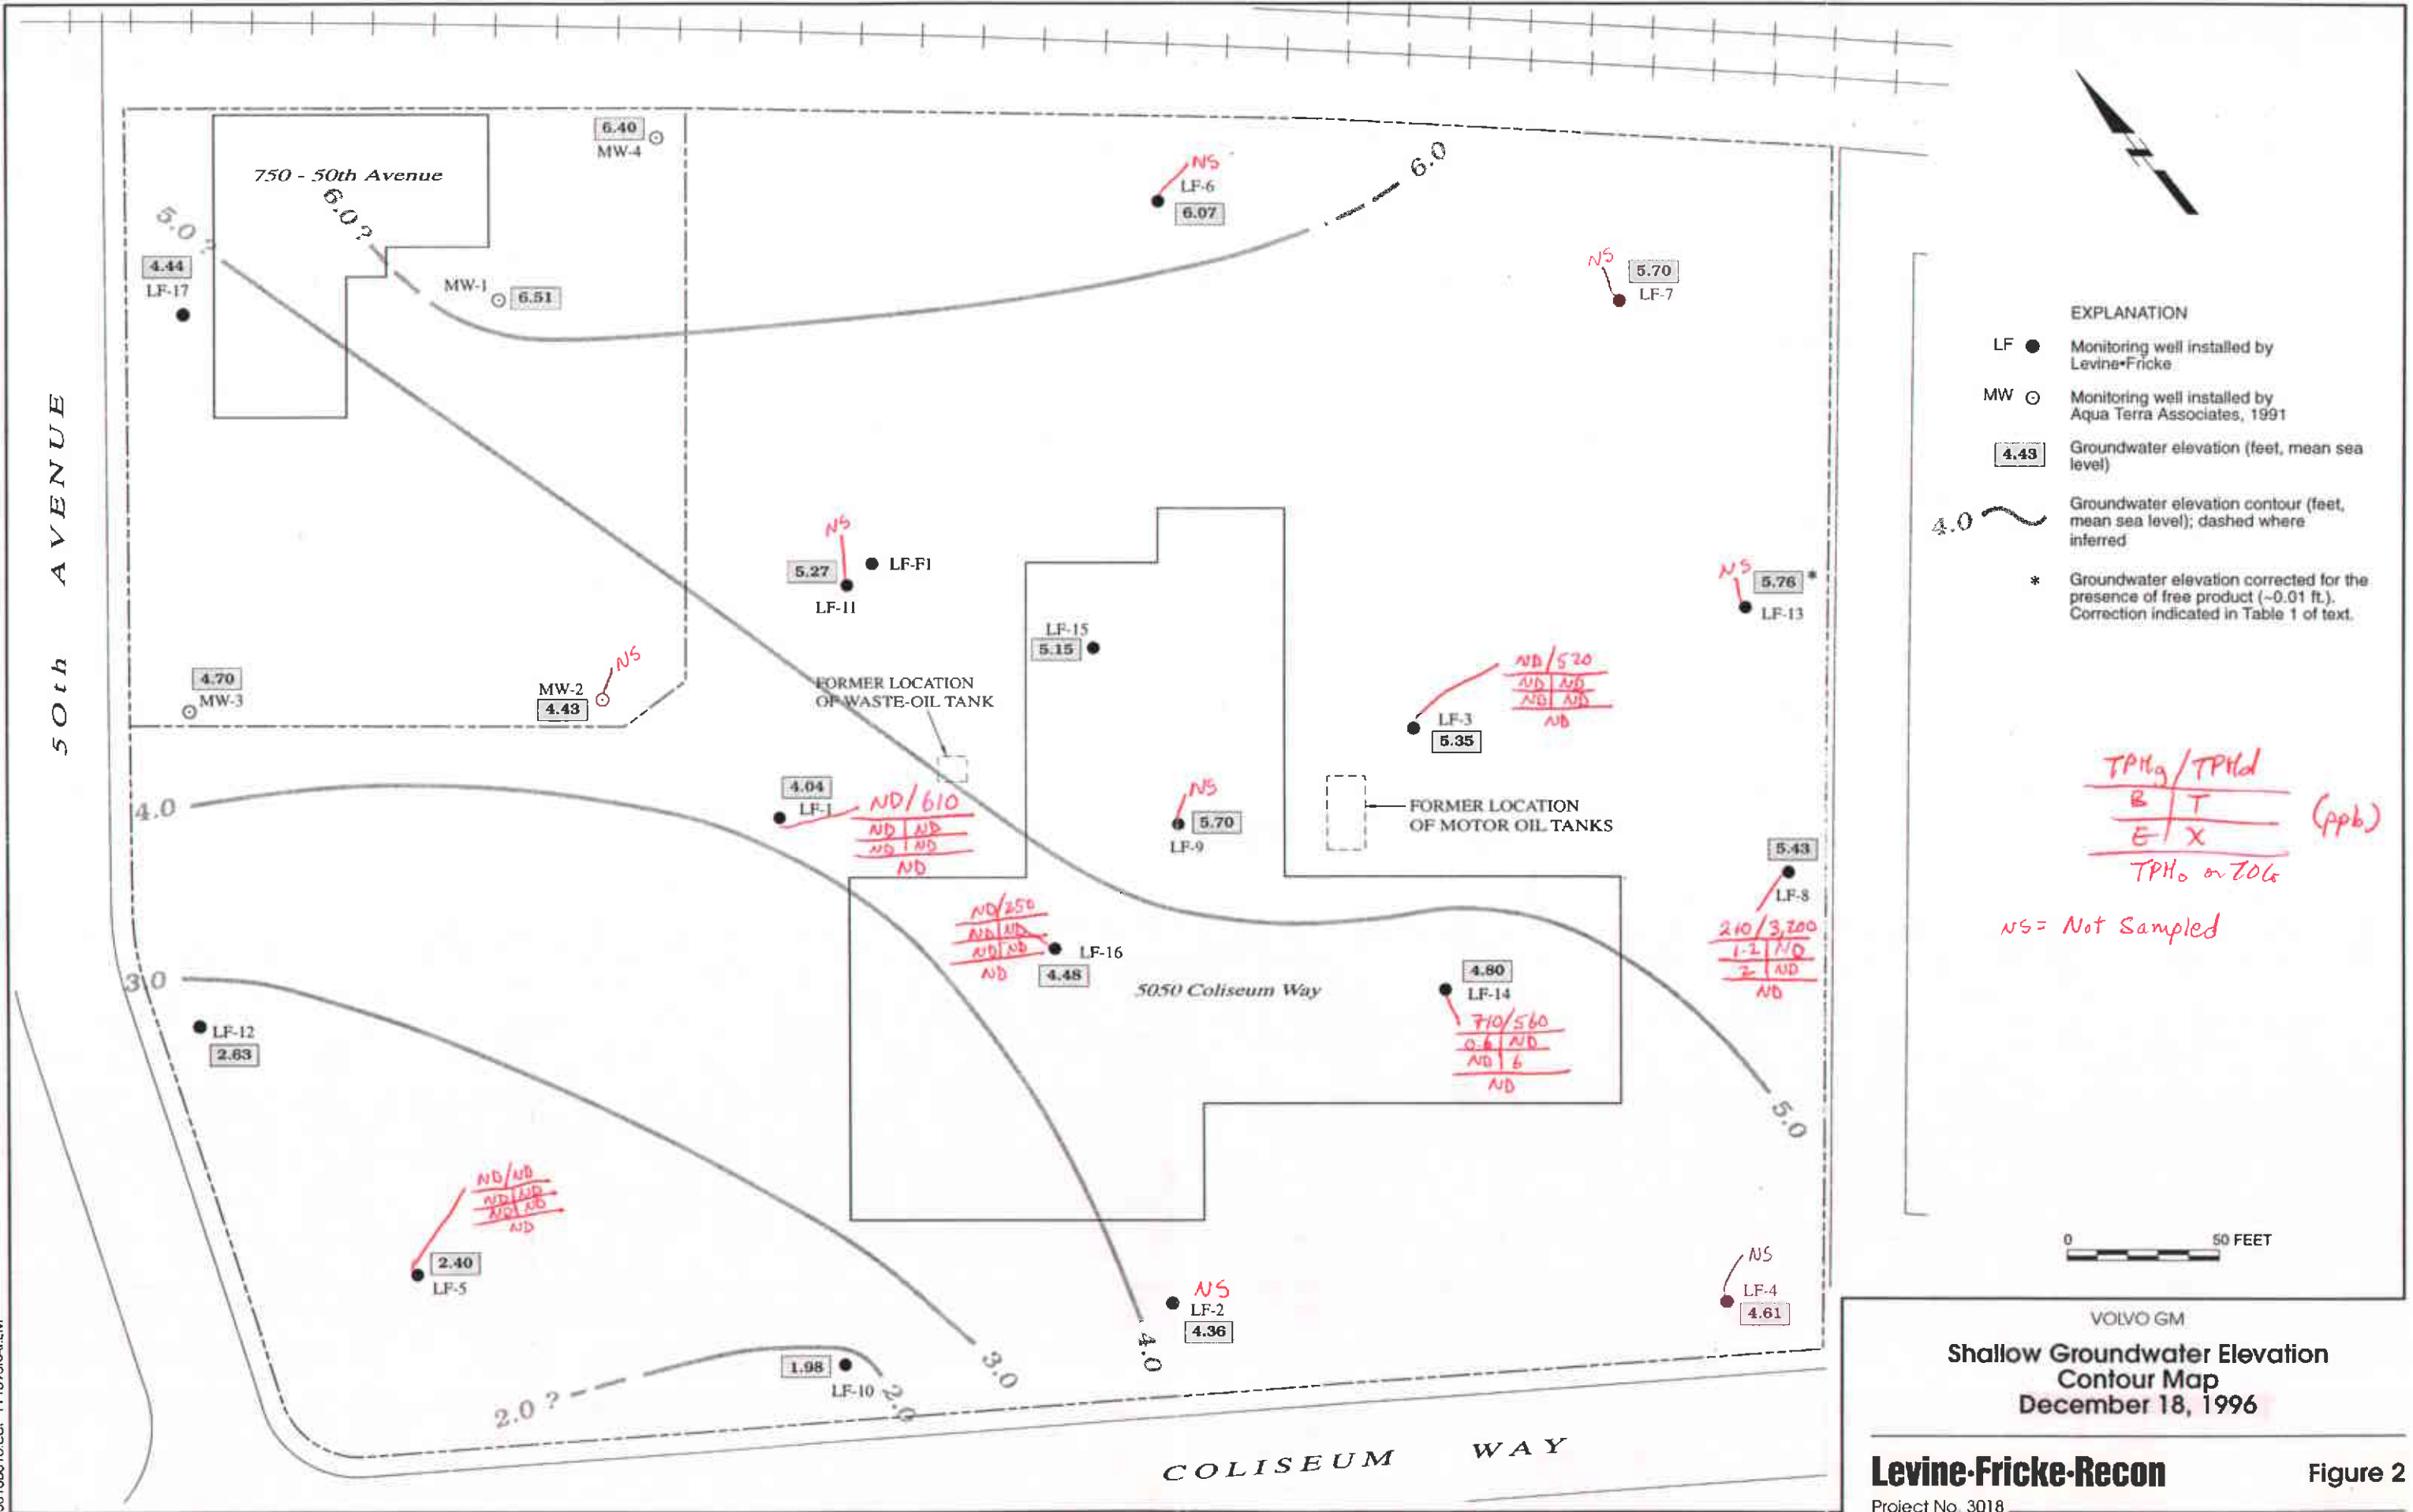 6.40
MW-4
750 - 50th Avenue
6.0 ?
5.0 ?
4.44
LF-17
MW-1
6.51
NS
LF-6
6.07
6.0
NS
5.70
LF-7
50th AVENUE
NS
5.27
LF-F1
LF-11
LF-15
5.15
NS
5.76 *
LF-13
4.70
MW-3
NS
MW-2
4.43
FORMER LOCATION
OF WASTE-OIL TANK
ND/520
ND ND
ND ND
ND
LF-3
5.35
4.0
4.04
LF-1
ND/610
ND ND
ND ND
ND
NS
5.70
LF-9
FORMER LOCATION
OF MOTOR OIL TANKS
5.43
LF-8
210/3,200
1.2 ND
2 ND
ND
ND/250
ND ND
ND ND
ND
LF-16
4.48
5050 Coliseum Way
4.80
LF-14
710/560
0.6 ND
ND 6
ND
3.0
LF-12
2.63
5.0
ND/ND
ND ND
ND ND
ND
2.40
LF-5
NS
LF-2
4.36
NS
LF-4
4.61
4.0
3.0
1.98
LF-10
2.0
2.0 ?
COLISEUM WAY
EXPLANATION
LF
Monitoring well installed by
Levine•Fricke
MW
Monitoring well installed by
Aqua Terra Associates, 1991
4.43
Groundwater elevation (feet, mean sea
level)
4.0
Groundwater elevation contour (feet,
mean sea level); dashed where
inferred
*
Groundwater elevation corrected for the
presence of free product (~0.01 ft.).
Correction indicated in Table 1 of text.
TPHg/TPHd
B T
E X
(ppb)
TPHo or TOG
NS = Not Sampled
0 50 FEET
VOLVO GM
Shallow Groundwater Elevation
Contour Map
December 18, 1996
Levine•Fricke•Recon
Figure 2
Project No. 3018